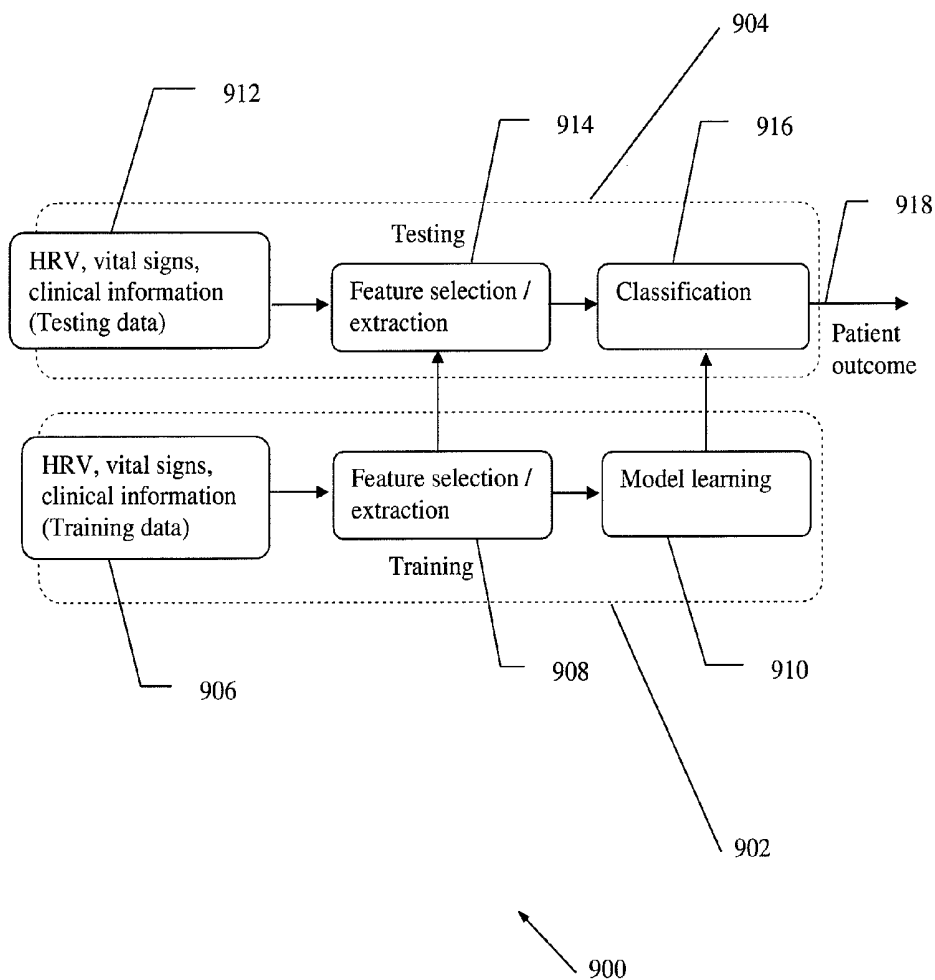 904
912
914
916
918
Testing
HRV, vital signs,
clinical information
(Testing data)
Feature selection /
extraction
Classification
Patient
outcome
HRV, vital signs,
clinical information
(Training data)
Feature selection /
extraction
Model learning
Training
906
908
910
902
900